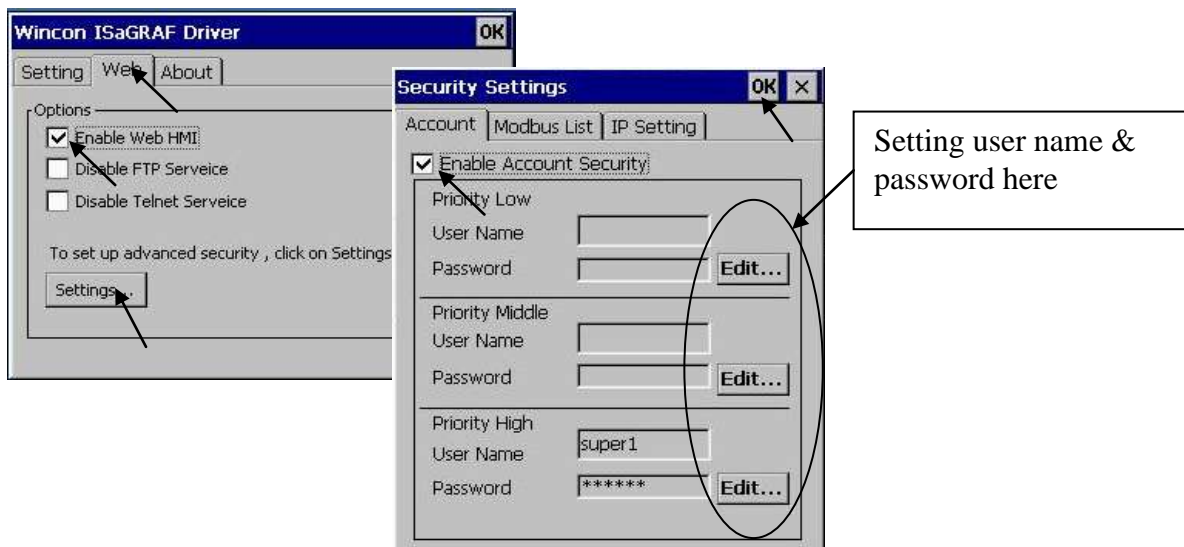 Wincon ISaGRAF Driver OK
Setting Web About
Options
Enable Web HMI
Disable FTP Serveice
Disable Telnet Serveice
To set up advanced security , click on Settings
Settings...
Security Settings OK ×
Account Modbus List IP Setting
Enable Account Security
Priority Low
User Name
Password Edit...
Priority Middle
User Name
Password Edit...
Priority High
User Name super1
Password ****** Edit...
Setting user name &
password here